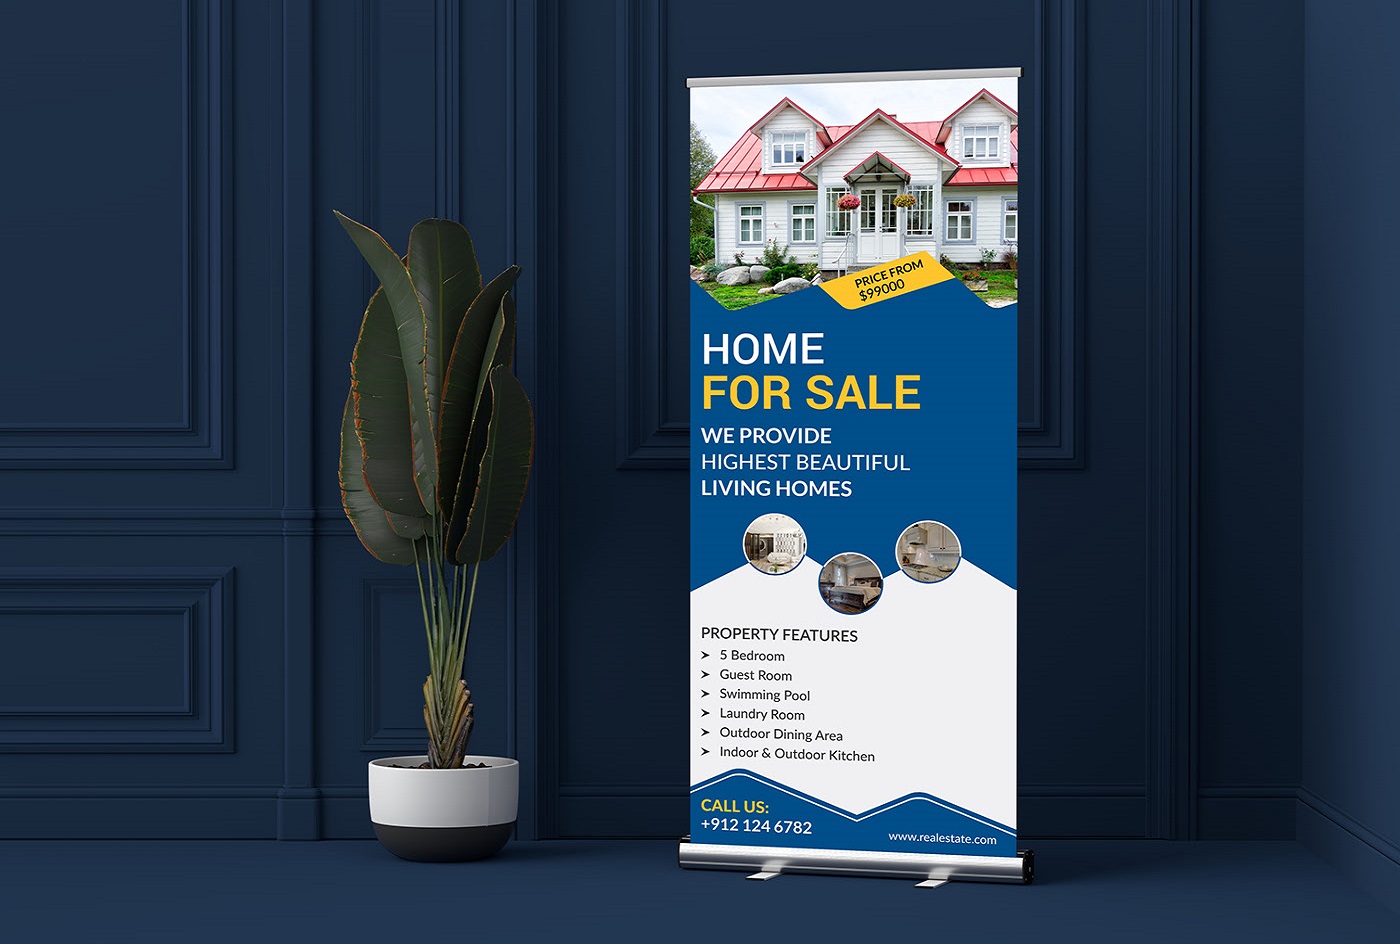 PRICE FROM
$99000
HOME
FOR SALE
WE PROVIDE
HIGHEST BEAUTIFUL
LIVING HOMES
PROPERTY FEATURES
➤ 5 Bedroom
➤ Guest Room
➤ Swimming Pool
➤ Laundry Room
➤ Outdoor Dining Area
➤ Indoor & Outdoor Kitchen
CALL US:
+912 124 6782
www.realestate.com